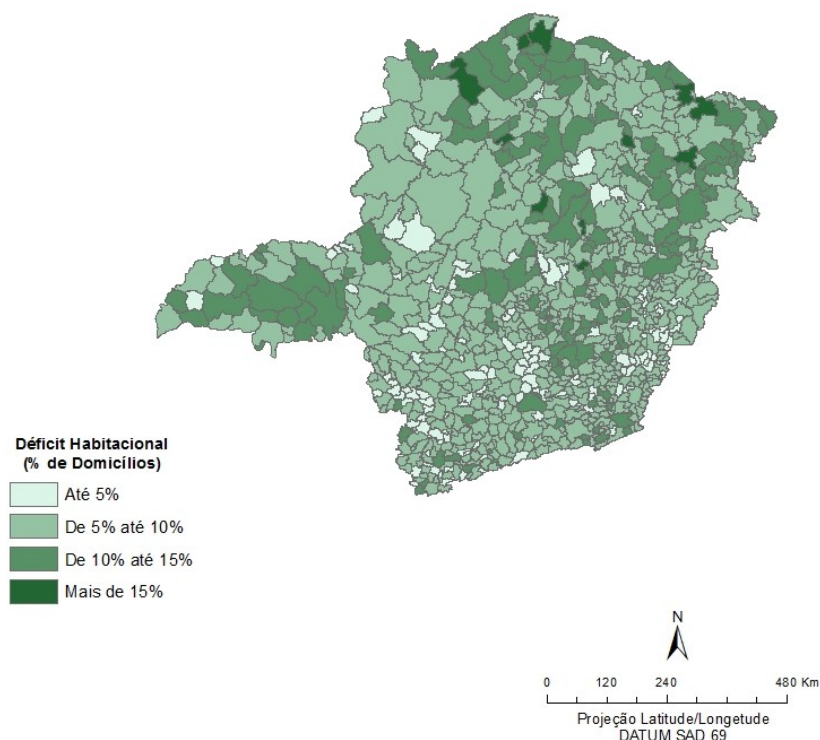 Déficit Habitacional
(% de Domicílios)
Até 5%
De 5% até 10%
De 10% até 15%
Mais de 15%
N
0 120 240 480 Km
Projeção Latitude/Longetude
DATUM SAD 69